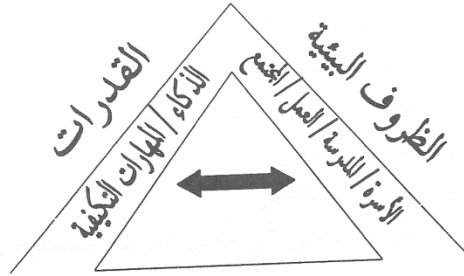 الظروف البيئية
الأسرة / المدرسة / العمل / المجتمع
القدرات
الذكاء / المهارات التكيفية